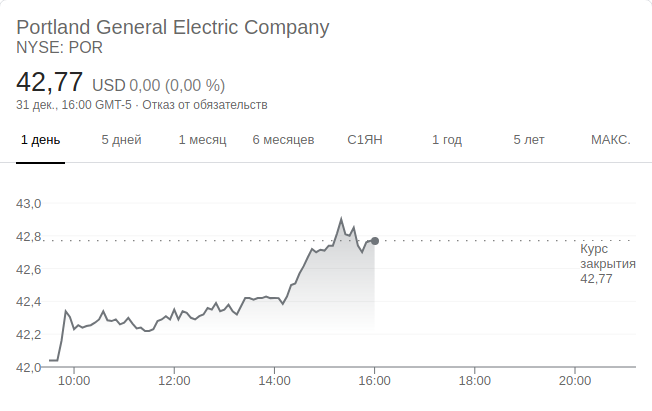 Portland General Electric Company
NYSE: POR
42,77 USD 0,00 (0,00 %)
31 дек., 16:00 GMT-5 · Отказ от обязательств
1 день 5 дней 1 месяц 6 месяцев С1ЯН 1 год 5 лет МАКС.
43,0
42,8
Курс
закрытия
42,77
42,6
42,4
42,2
42,0
10:00 12:00 14:00 16:00 18:00 20:00